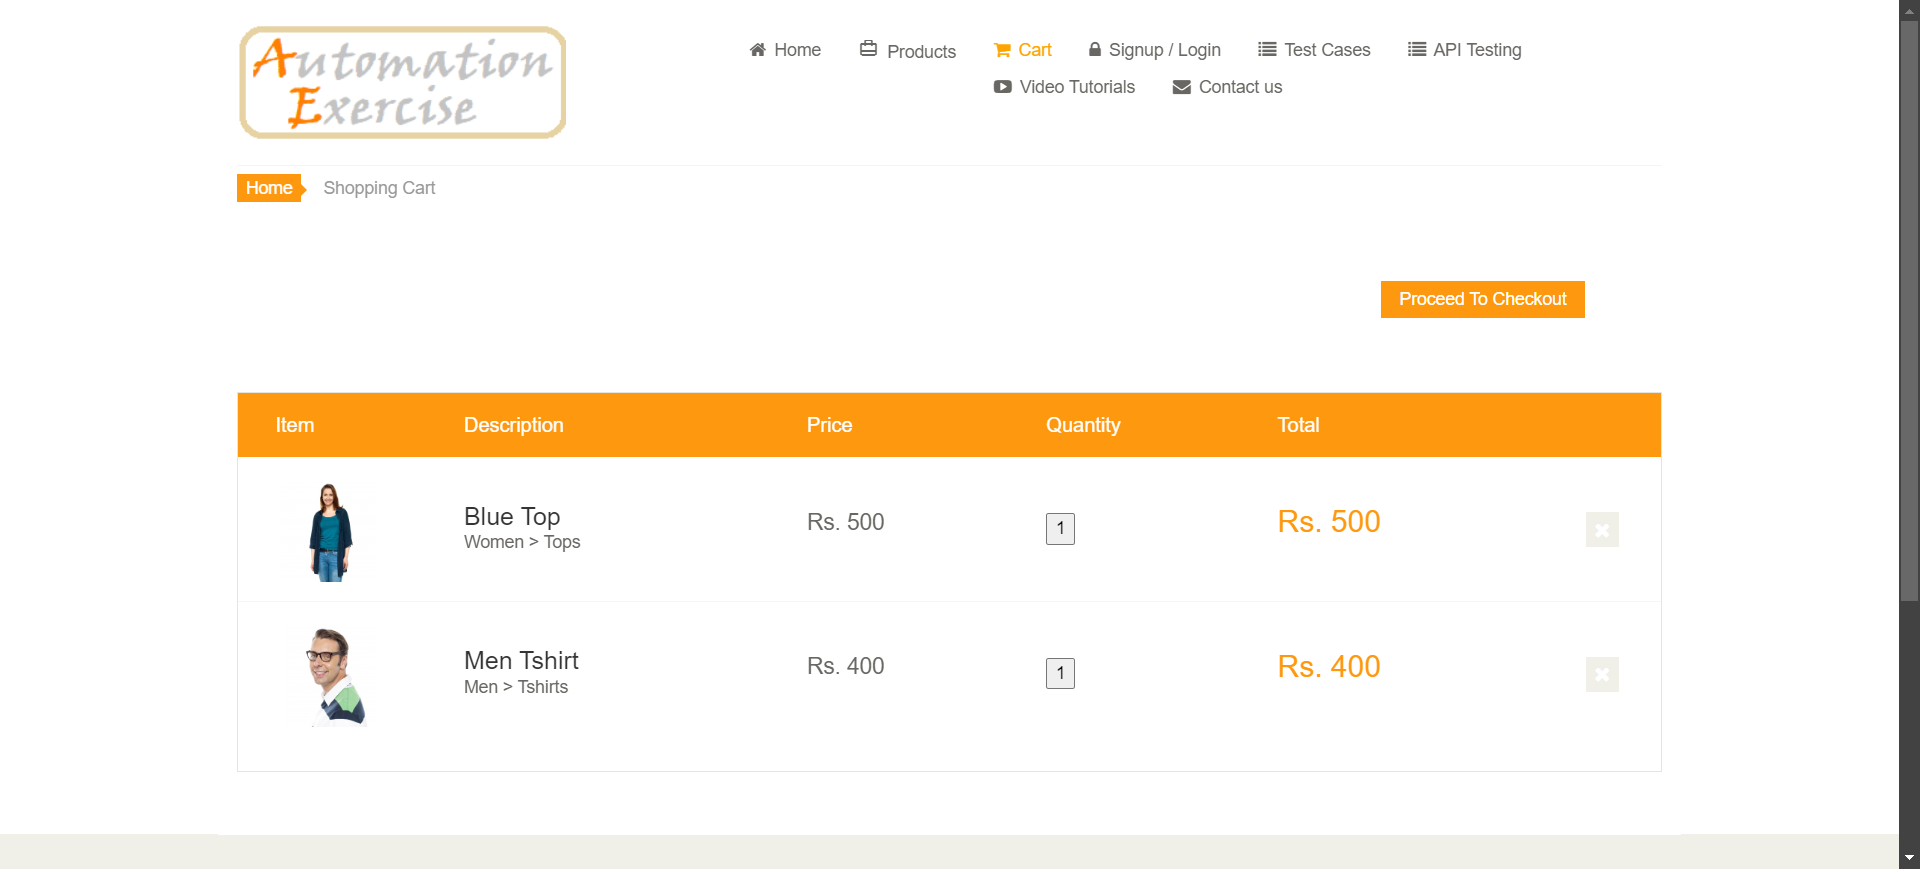 Automation
Exercise
Home
Products
Cart
Signup / Login
Test Cases
API Testing
Video Tutorials
Contact us
Home
Shopping Cart
Proceed To Checkout
Item Description Price Quantity Total
Blue Top
Women > Tops
Rs. 500
1
Rs. 500
Men Tshirt
Men > Tshirts
Rs. 400
1
Rs. 400